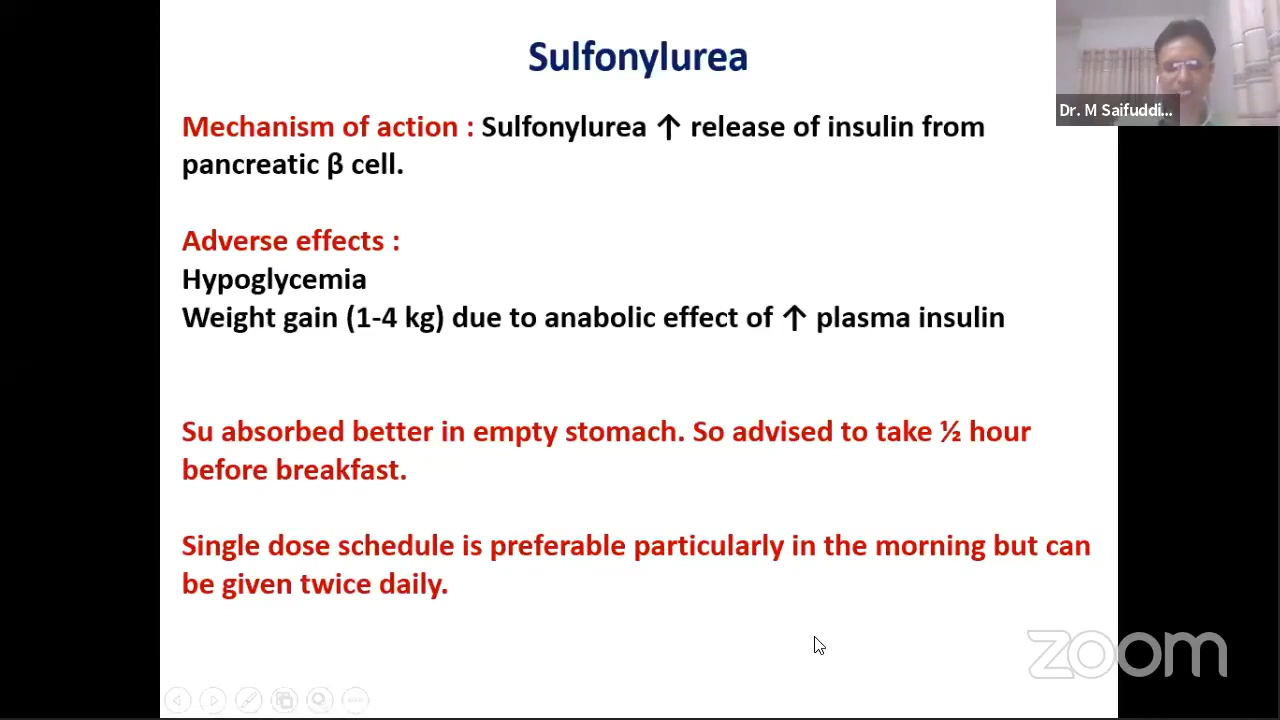 Sulfonylurea
Dr. M Saifuddi...
Mechanism of action : Sulfonylurea ↑ release of insulin from
pancreatic β cell.
Adverse effects :
Hypoglycemia
Weight gain (1-4 kg) due to anabolic effect of ↑ plasma insulin
Su absorbed better in empty stomach. So advised to take ½ hour
before breakfast.
Single dose schedule is preferable particularly in the morning but can
be given twice daily.
zoom